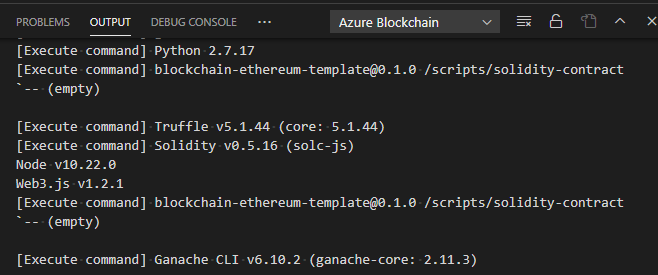 PROBLEMS OUTPUT DEBUG CONSOLE ··· Azure Blockchain
[Execute command] Python 2.7.17
[Execute command] blockchain-ethereum-template@0.1.0 /scripts/solidity-contract
`-- (empty)
[Execute command] Truffle v5.1.44 (core: 5.1.44)
[Execute command] Solidity v0.5.16 (solc-js)
Node v10.22.0
Web3.js v1.2.1
[Execute command] blockchain-ethereum-template@0.1.0 /scripts/solidity-contract
`-- (empty)
[Execute command] Ganache CLI v6.10.2 (ganache-core: 2.11.3)